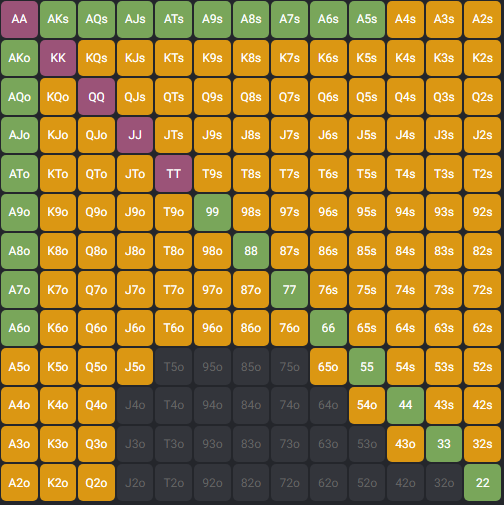 AA AKs AQs AJs ATs A9s A8s A7s A6s A5s A4s A3s A2s
AKo KK KQs KJs KTs K9s K8s K7s K6s K5s K4s K3s K2s
AQo KQo QQ QJs QTs Q9s Q8s Q7s Q6s Q5s Q4s Q3s Q2s
AJo KJo QJo JJ JTs J9s J8s J7s J6s J5s J4s J3s J2s
ATo KTo QTo JTo TT T9s T8s T7s T6s T5s T4s T3s T2s
A9o K9o Q9o J9o T9o 99 98s 97s 96s 95s 94s 93s 92s
A8o K8o Q8o J8o T8o 98o 88 87s 86s 85s 84s 83s 82s
A7o K7o Q7o J7o T7o 97o 87o 77 76s 75s 74s 73s 72s
A6o K6o Q6o J6o T6o 96o 86o 76o 66 65s 64s 63s 62s
A5o K5o Q5o J5o T5o 95o 85o 75o 65o 55 54s 53s 52s
A4o K4o Q4o J4o T4o 94o 84o 74o 64o 54o 44 43s 42s
A3o K3o Q3o J3o T3o 93o 83o 73o 63o 53o 43o 33 32s
A2o K2o Q2o J2o T2o 92o 82o 72o 62o 52o 42o 32o 22